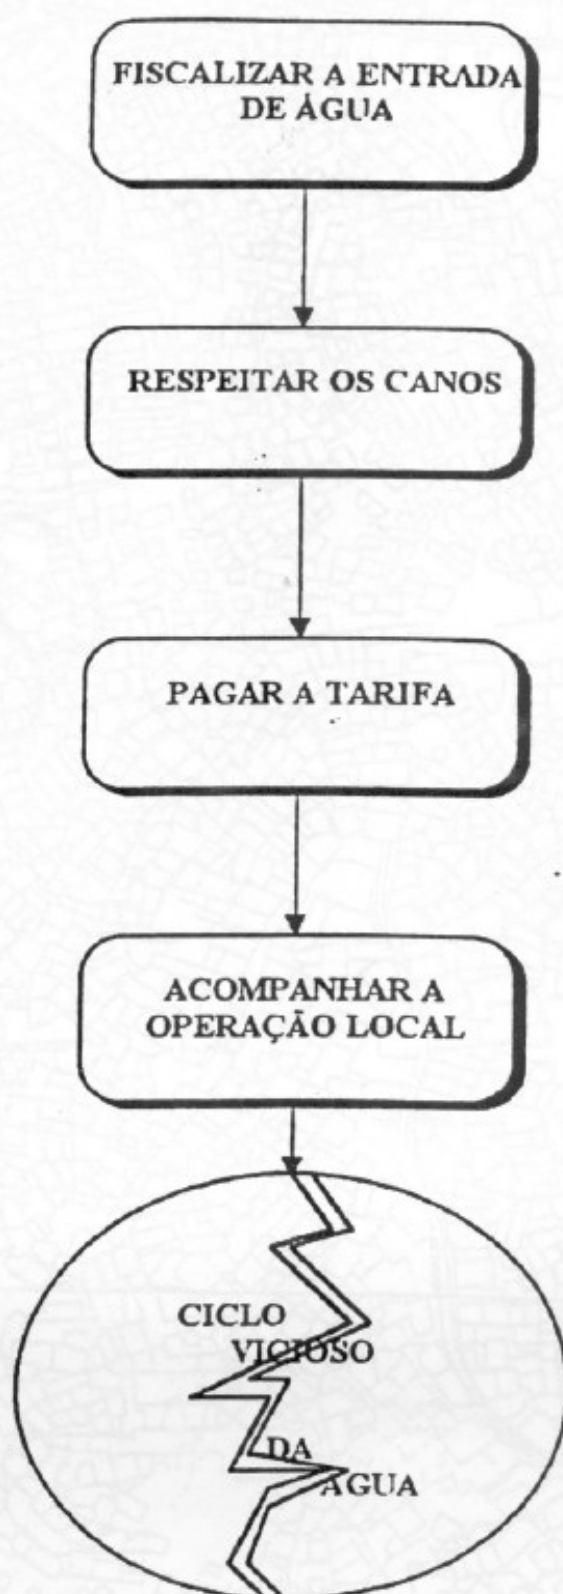 FISCALIZAR A ENTRADA
DE ÁGUA
RESPEITAR OS CANOS
PAGAR A TARIFA
ACOMPANHAR A
OPERAÇÃO LOCAL
CICLO
VICIOSO
DA
ÁGUA